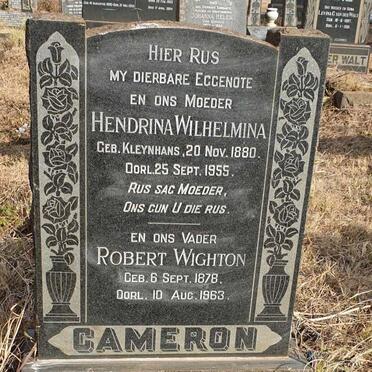 HIER RUS
MY DIERBARE EGGENOTE
EN ONS MOEDER
HENDRINA WILHELMINA
GEB. KLEYNHANS, 20 NOV. 1880.
OORL. 25 SEPT. 1955.
RUS SAG MOEDER,
ONS GUN U DIE RUS.
EN ONS VADER
ROBERT WIGHTON
GEB. 6 SEPT. 1878,
OORL. 10 AUG. 1963.
CAMERON